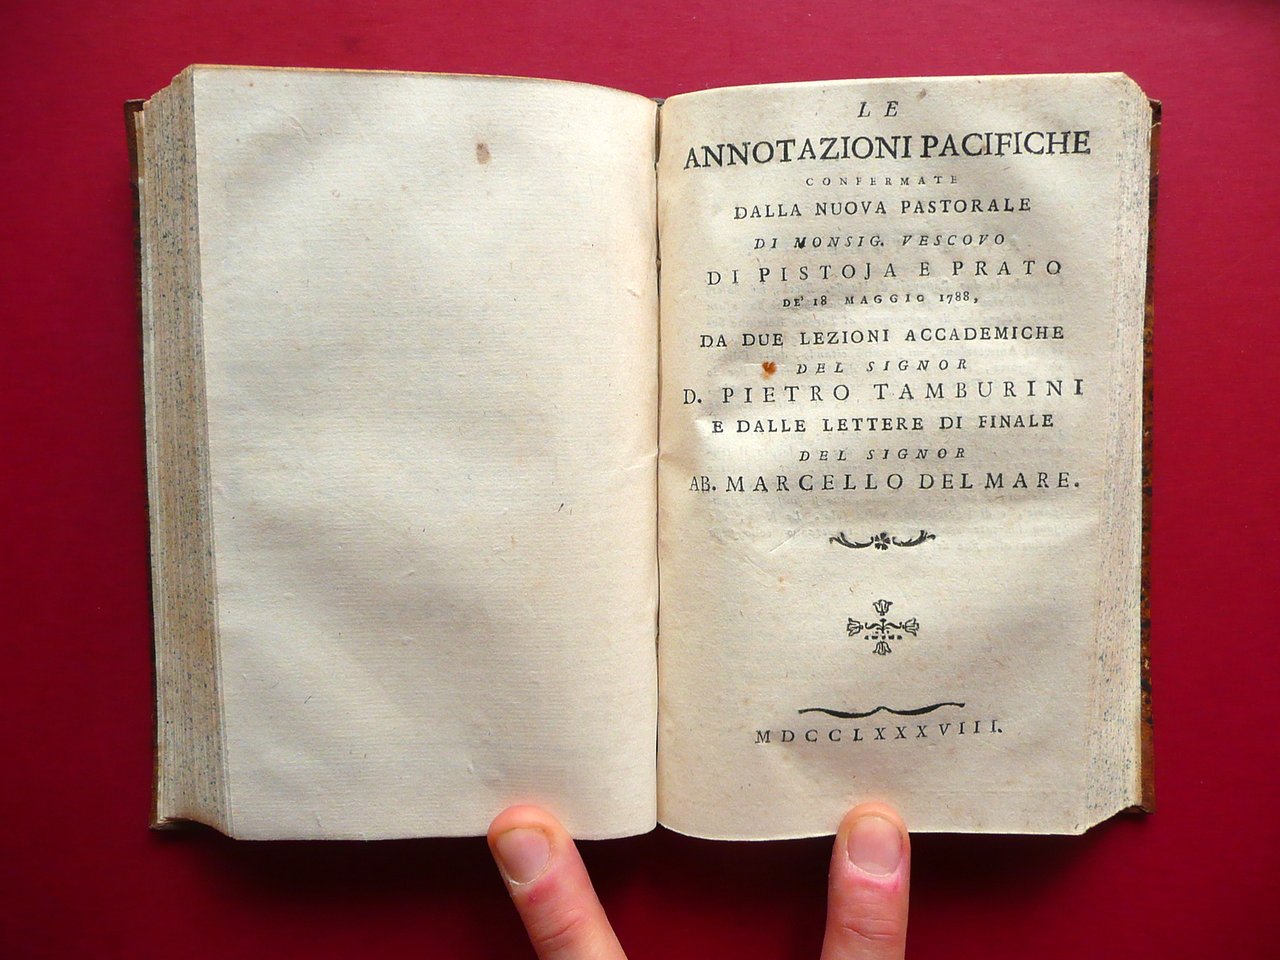 LE
ANNOTAZIONI PACIFICHE
CONFERMATE
DALLA NUOVA PASTORALE
DI MONSIG. VESCOVO
DI PISTOJA E PRATO
DE' 18 MAGGIO 1788,
DA DUE LEZIONI ACCADEMICHE
DEL SIGNOR
D. PIETRO TAMBURINI
E DALLE LETTERE DI FINALE
DEL SIGNOR
AB. MARCELLO DEL MARE.
MDCCLXXXVIII.